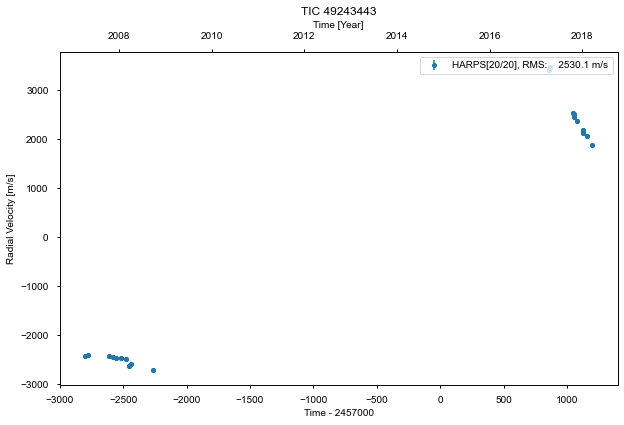 TIC 49243443
Time [Year]
2008 2010 2012 2014 2016 2018
HARPS[20/20], RMS: 2530.1 m/s
3000
2000
1000
0
−1000
−2000
−3000
Radial Velocity [m/s]
−3000 −2500 −2000 −1500 −1000 −500 0 500 1000
Time - 2457000